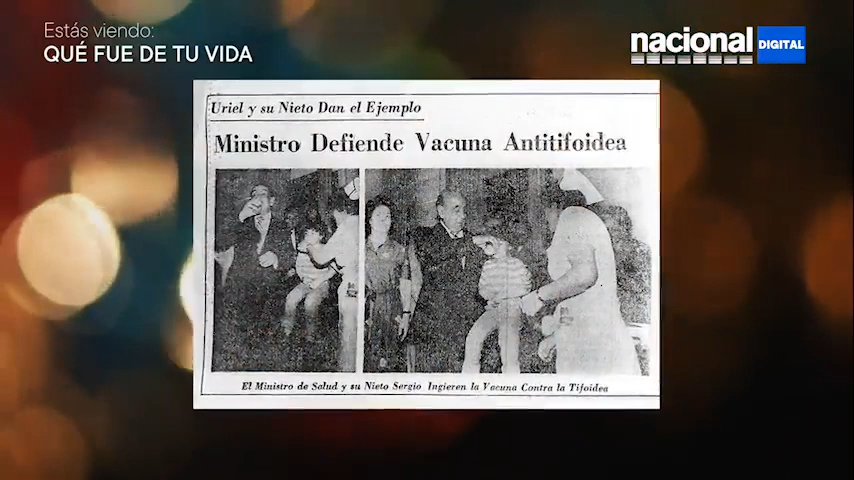 Estás viendo:
QUÉ FUE DE TU VIDA
nacional DIGITAL
Uriel y su Nieto Dan el Ejemplo
Ministro Defiende Vacuna Antitifoidea
El Ministro de Salud y su Nieto Sergio Ingieren la Vacuna Contra la Tifoidea